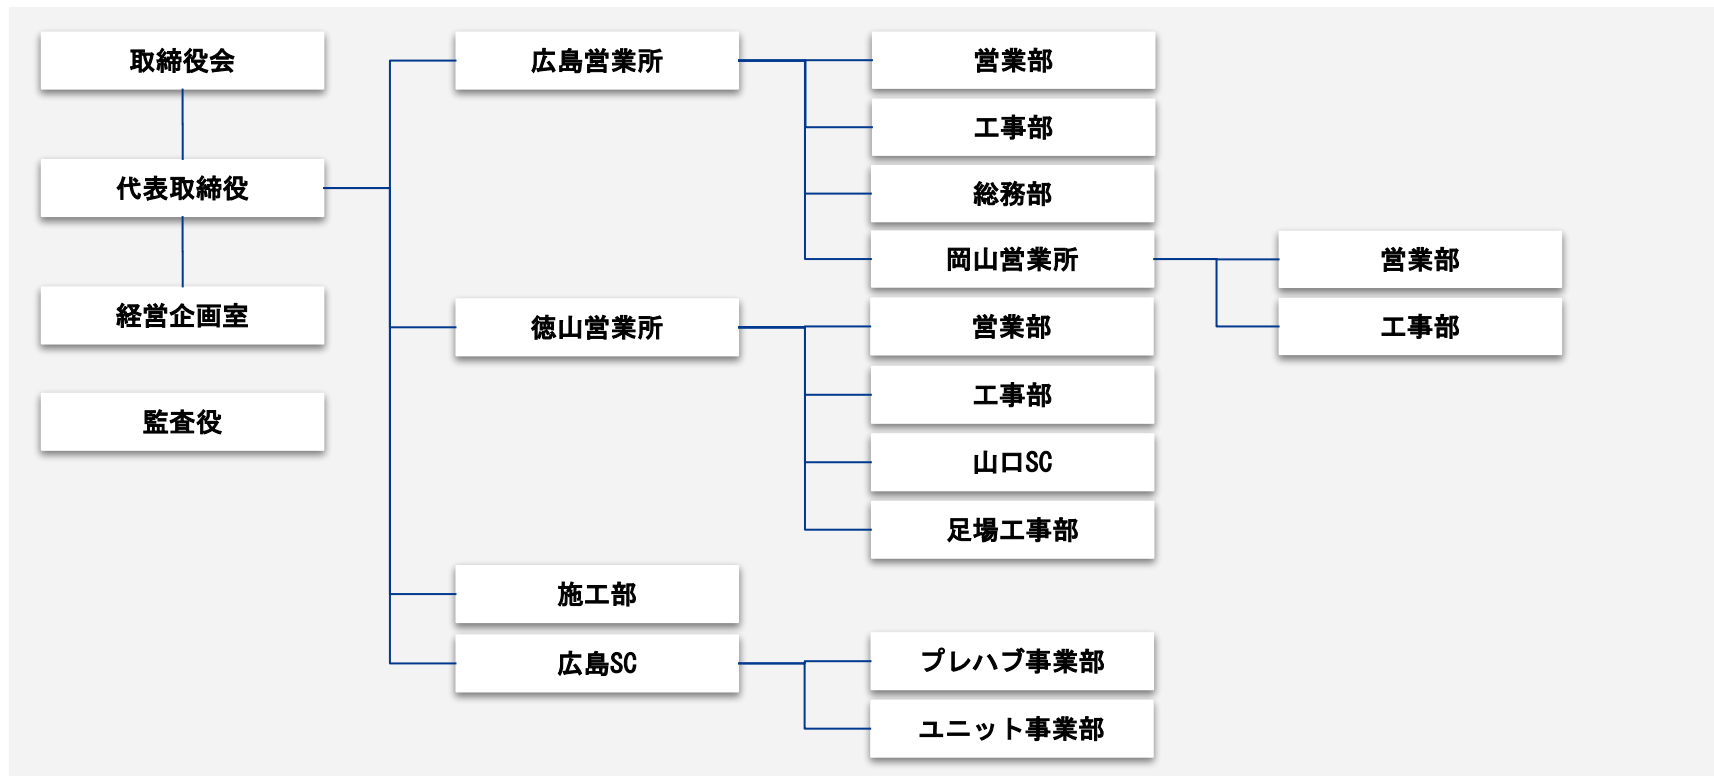 取締役会
代表取締役
経営企画室
監査役
広島営業所
営業部
工事部
総務部
岡山営業所
営業部
工事部
徳山営業所
営業部
工事部
山口SC
足場工事部
施工部
広島SC
プレハブ事業部
ユニット事業部